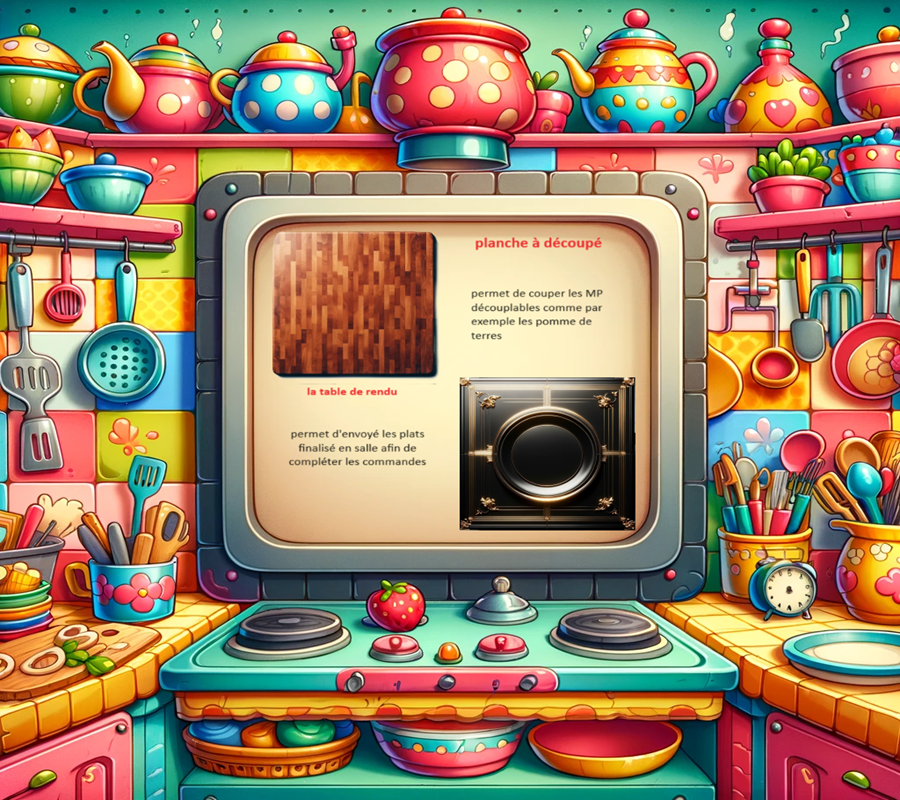 planche à découpé
permet de couper les MP
découplables comme par
exemple les pomme de
terres
la table de rendu
permet d'envoyé les plats
finalisé en salle afin de
compléter les commandes